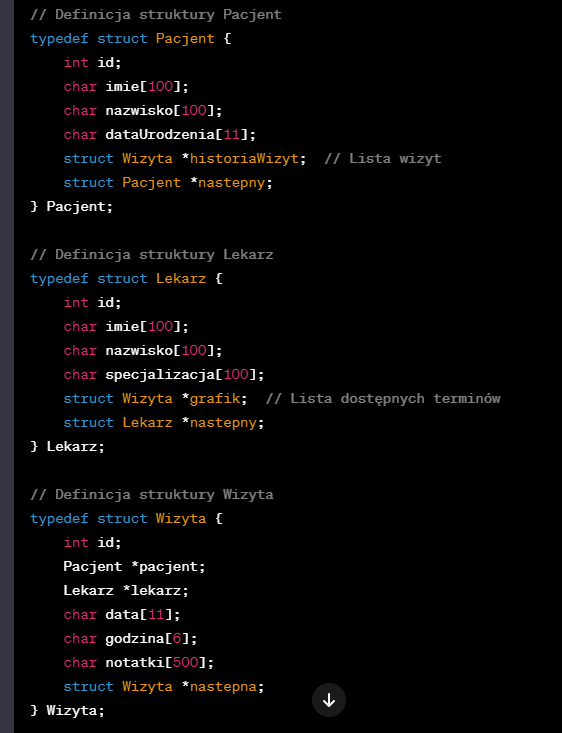 // Definicja struktury Pacjent
typedef struct Pacjent {
    int id;
    char imie[100];
    char nazwisko[100];
    char dataUrodzenia[11];
    struct Wizyta *historiaWizyt;  // Lista wizyt
    struct Pacjent *nastepny;
} Pacjent;

// Definicja struktury Lekarz
typedef struct Lekarz {
    int id;
    char imie[100];
    char nazwisko[100];
    char specjalizacja[100];
    struct Wizyta *grafik;  // Lista dostępnych terminów
    struct Lekarz *nastepny;
} Lekarz;

// Definicja struktury Wizyta
typedef struct Wizyta {
    int id;
    Pacjent *pacjent;
    Lekarz *lekarz;
    char data[11];
    char godzina[6];
    char notatki[500];
    struct Wizyta *nastepna;
} Wizyta;